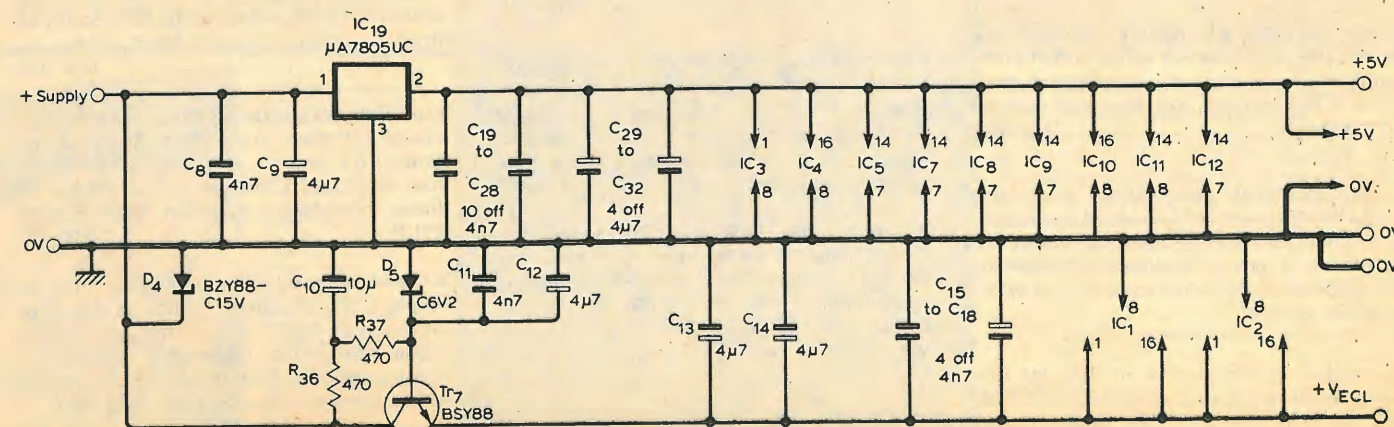 IC19
µA7805UC
+ Supply
1
2
3
+5V
C8
4n7
C9
4µ7
C19
to
C28
10 off
4n7
C29
to
C32
4 off
4µ7
1
IC3
8
16
IC4
8
14
IC5
7
14
IC7
7
14
IC8
7
14
IC9
7
16
IC10
8
14
IC11
8
14
IC12
7
+5V
0V
0V
0V
0V
D4
BZY88-
C15V
C10
10µ
D5
C6V2
C11
4n7
C12
4µ7
R37
470
R36
470
Tr7
BSY88
C13
4µ7
C14
4µ7
C15
to C18
4 off
4n7
8
IC1
1
16
8
IC2
1
16
+VECL